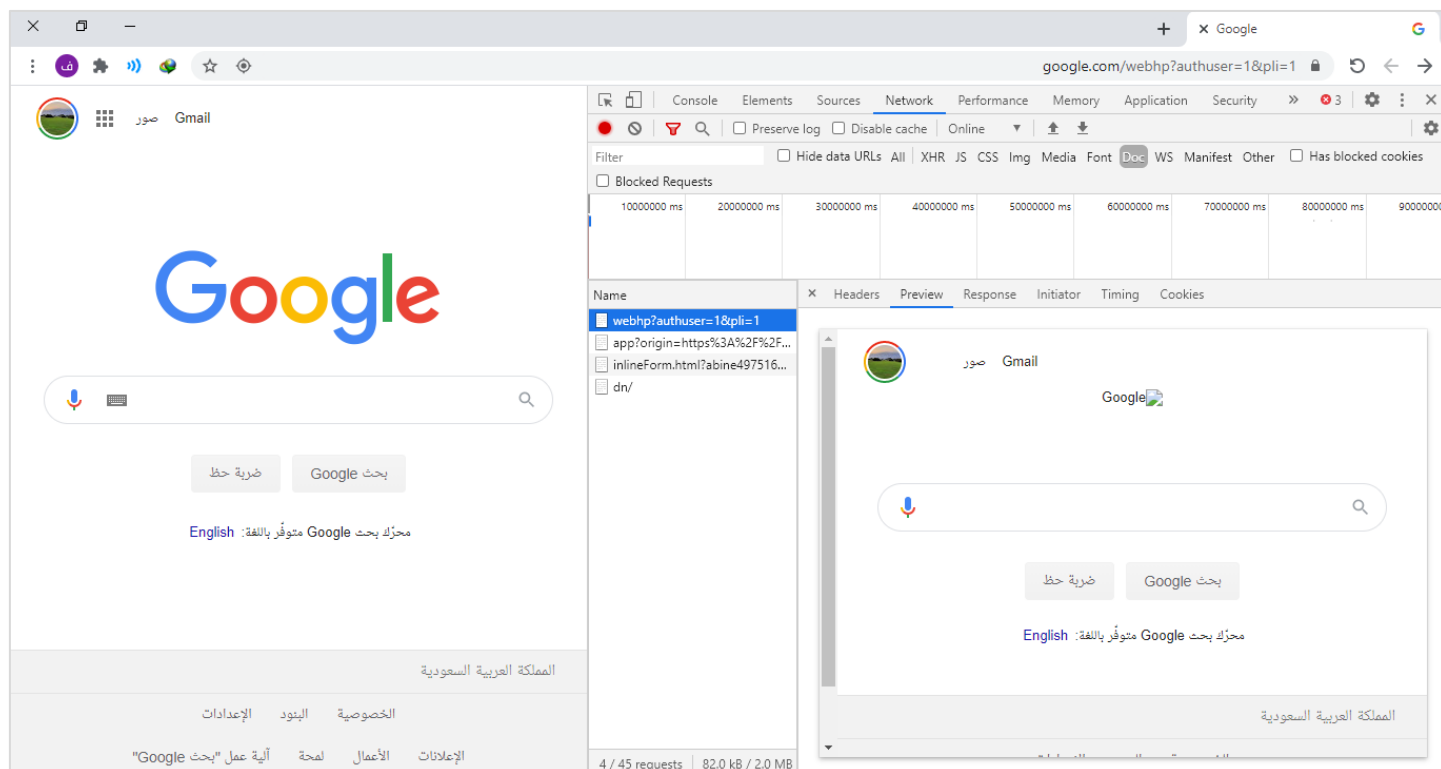 Google
google.com/webhp?authuser=1&pli=1
ف
Gmail صور
Google
بحث Google ضربة حظ
محرّك بحث Google متوفّر باللغة: English
المملكة العربية السعودية
الخصوصية البنود الإعدادات
الإعلانات الأعمال لمحة آلية عمل "بحث Google"
Console Elements Sources Network Performance Memory Application Security » 3
Preserve log Disable cache Online
Filter Hide data URLs All XHR JS CSS Img Media Font Doc WS Manifest Other Has blocked cookies
Blocked Requests
10000000 ms 20000000 ms 30000000 ms 40000000 ms 50000000 ms 60000000 ms 70000000 ms 80000000 ms
Name
webhp?authuser=1&pli=1
app?origin=https%3A%2F%2F...
inlineForm.html?abine497516...
dn/
4 / 45 requests 82.0 kB / 2.0 MB
Headers Preview Response Initiator Timing Cookies
Gmail صور
Google
بحث Google ضربة حظ
محرّك بحث Google متوفّر باللغة: English
المملكة العربية السعودية